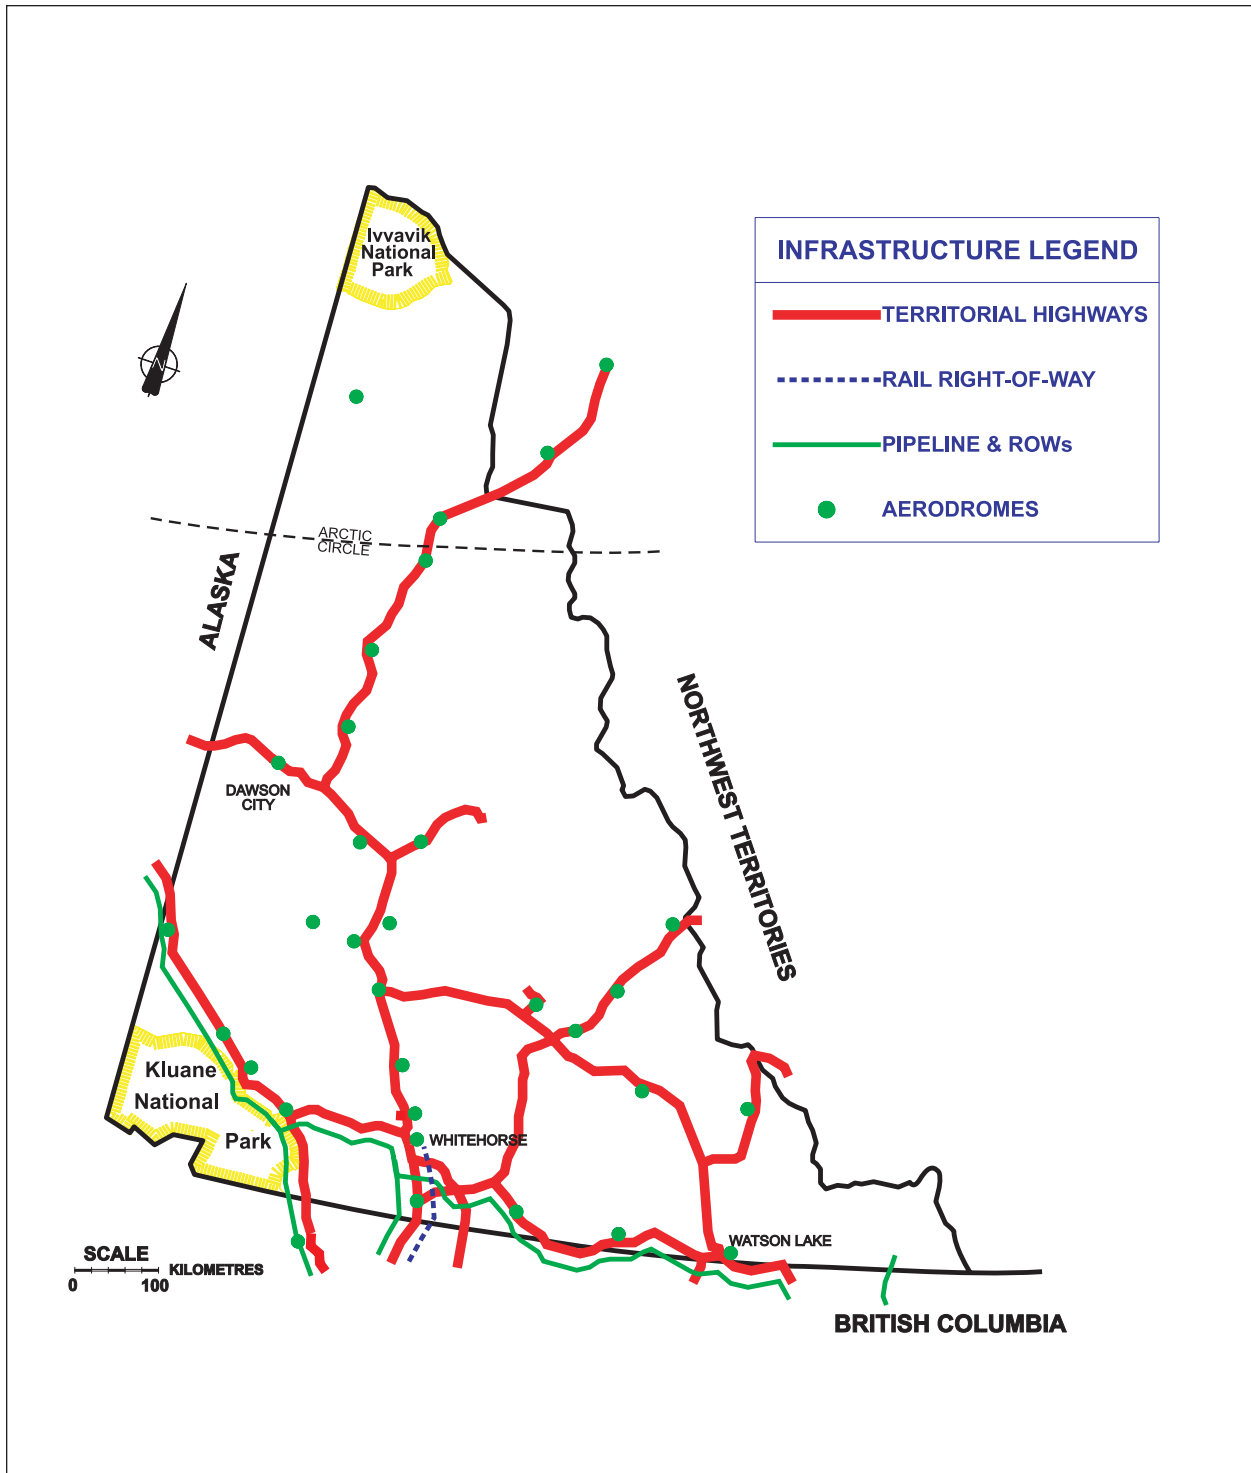 Ivvavik
National
Park
INFRASTRUCTURE LEGEND
TERRITORIAL HIGHWAYS
RAIL RIGHT-OF-WAY
PIPELINE & ROWs
AERODROMES
N
ARCTIC
CIRCLE
ALASKA
NORTHWEST TERRITORIES
DAWSON
CITY
Kluane
National
Park
WHITEHORSE
WATSON LAKE
SCALE
KILOMETRES
0 100
BRITISH COLUMBIA